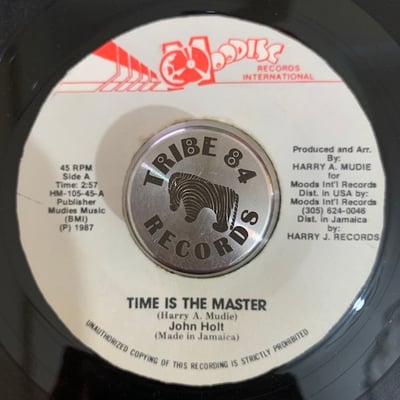 MOODISC
RECORDS
INTERNATIONAL
45 RPM
Side A
Time: 2:57
HM-105-45-A
Publisher
Mudies Music
(BMI)
(P) 1987
TRIBE 84
RECORDS
Produced and Arr.
By:
HARRY A. MUDIE
for
Moods Int'l Records
Dist. in USA by:
Moods Int'l Records
(305) 624-0046
Dist. in Jamaica
by:
HARRY J. RECORDS
TIME IS THE MASTER
(Harry A. Mudie)
John Holt
(Made in Jamaica)
UNAUTHORIZED COPYING OF THIS RECORDING IS STRICTLY PROHIBITED